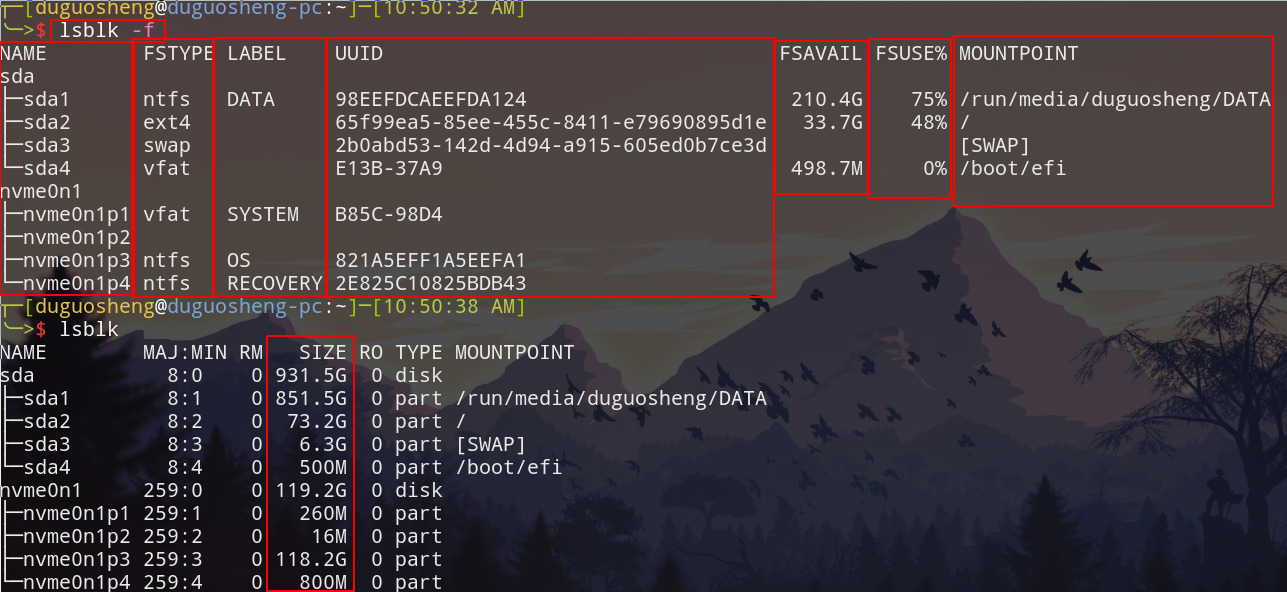 ┬─[duguosheng@duguosheng-pc:~]─[10:50:32 AM]
╰─>$ lsblk -f
NAME        FSTYPE LABEL    UUID                                 FSAVAIL FSUSE% MOUNTPOINT
sda
├─sda1      ntfs   DATA     98EEFDCAEEFDA124                      210.4G    75% /run/media/duguosheng/DATA
├─sda2      ext4            65f99ea5-85ee-455c-8411-e79690895d1e   33.7G    48% /
├─sda3      swap            2b0abd53-142d-4d94-a915-605ed0b7ce3d                [SWAP]
└─sda4      vfat            E13B-37A9                             498.7M     0% /boot/efi
nvme0n1
├─nvme0n1p1 vfat   SYSTEM   B85C-98D4
├─nvme0n1p2
├─nvme0n1p3 ntfs   OS       821A5EFF1A5EEFA1
└─nvme0n1p4 ntfs   RECOVERY 2E825C10825BDB43
┬─[duguosheng@duguosheng-pc:~]─[10:50:38 AM]
╰─>$ lsblk
NAME        MAJ:MIN RM   SIZE RO TYPE MOUNTPOINT
sda           8:0    0 931.5G  0 disk
├─sda1        8:1    0 851.5G  0 part /run/media/duguosheng/DATA
├─sda2        8:2    0  73.2G  0 part /
├─sda3        8:3    0   6.3G  0 part [SWAP]
└─sda4        8:4    0   500M  0 part /boot/efi
nvme0n1     259:0    0 119.2G  0 disk
├─nvme0n1p1 259:1    0   260M  0 part
├─nvme0n1p2 259:2    0    16M  0 part
├─nvme0n1p3 259:3    0 118.2G  0 part
└─nvme0n1p4 259:4    0   800M  0 part